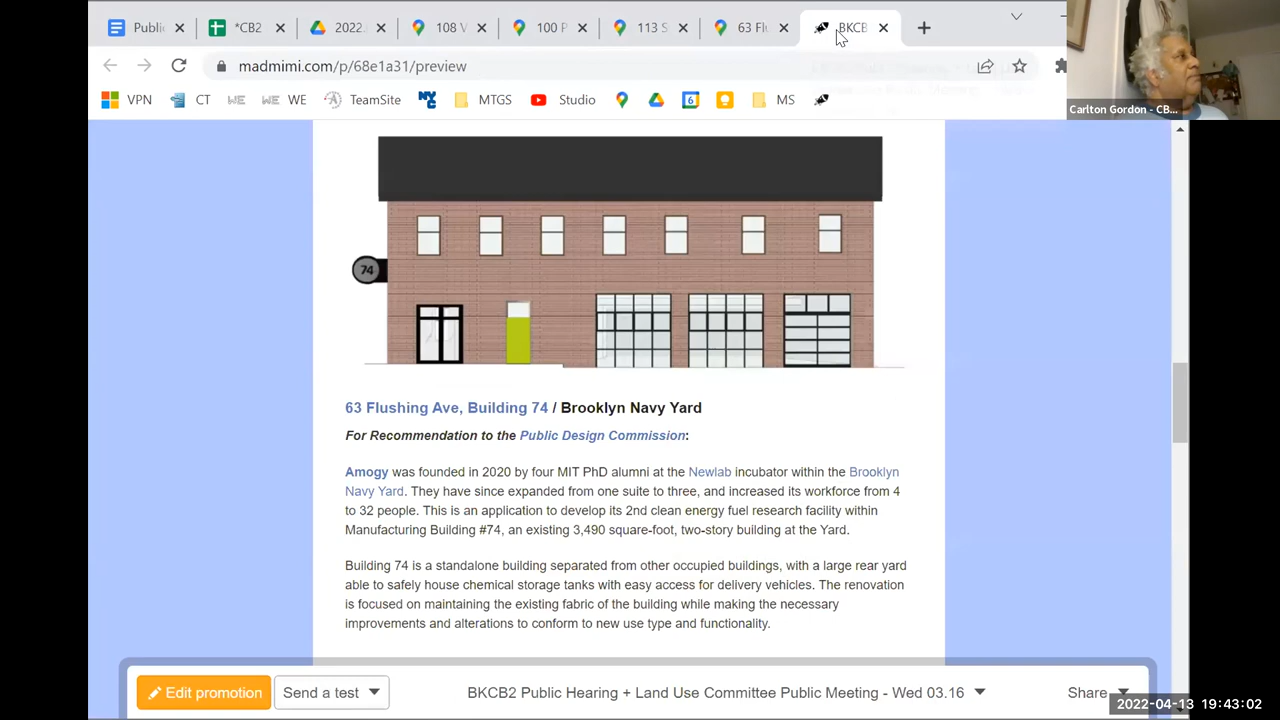 Public
*CB2
2022.
108 V
100 P
113 S
63 Flu
BKCB
madmimi.com/p/68e1a31/preview
VPN
CT
WE
WE
TeamSite
NYC
MTGS
Studio
6
MS
Carlton Gordon - CB...
74
63 Flushing Ave, Building 74 / Brooklyn Navy Yard
For Recommendation to the Public Design Commission:
Amogy was founded in 2020 by four MIT PhD alumni at the Newlab incubator within the Brooklyn
Navy Yard. They have since expanded from one suite to three, and increased its workforce from 4
to 32 people. This is an application to develop its 2nd clean energy fuel research facility within
Manufacturing Building #74, an existing 3,490 square-foot, two-story building at the Yard.
Building 74 is a standalone building separated from other occupied buildings, with a large rear yard
able to safely house chemical storage tanks with easy access for delivery vehicles. The renovation
is focused on maintaining the existing fabric of the building while making the necessary
improvements and alterations to conform to new use type and functionality.
Edit promotion
Send a test
BKCB2 Public Hearing + Land Use Committee Public Meeting - Wed 03.16
Share
2022-04-13 19:43:02